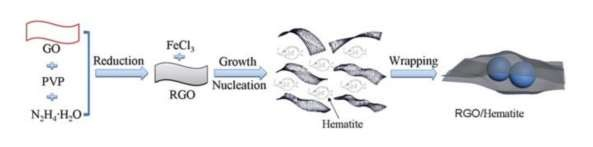 GO
PVP
N₂H₄·H₂O
Reduction
FeCl₃
RGO
Growth
Nucleation
Hematite
Wrapping
RGO/Hematite